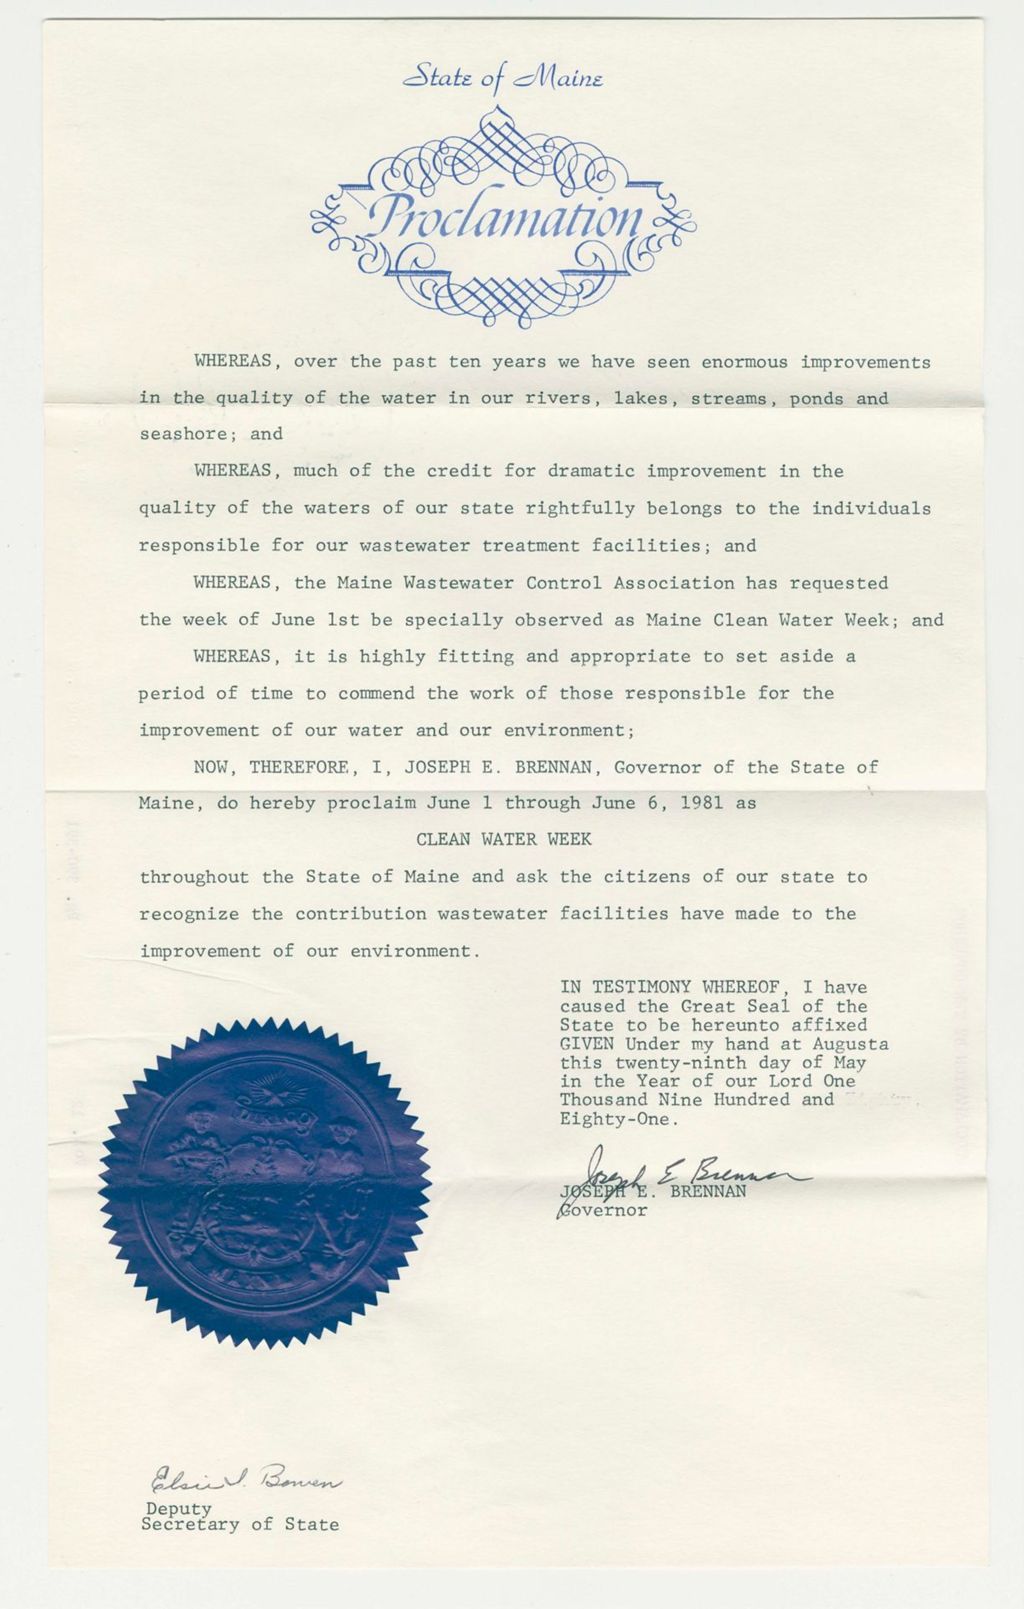 State of Maine
Proclamation
WHEREAS, over the past ten years we have seen enormous improvements
in the quality of the water in our rivers, lakes, streams, ponds and
seashore; and
WHEREAS, much of the credit for dramatic improvement in the
quality of the waters of our state rightfully belongs to the individuals
responsible for our wastewater treatment facilities; and
WHEREAS, the Maine Wastewater Control Association has requested
the week of June 1st be specially observed as Maine Clean Water Week; and
WHEREAS, it is highly fitting and appropriate to set aside a
period of time to commend the work of those responsible for the
improvement of our water and our environment;
NOW, THEREFORE, I, JOSEPH E. BRENNAN, Governor of the State of
Maine, do hereby proclaim June 1 through June 6, 1981 as
CLEAN WATER WEEK
throughout the State of Maine and ask the citizens of our state to
recognize the contribution wastewater facilities have made to the
improvement of our environment.
IN TESTIMONY WHEREOF, I have
caused the Great Seal of the
State to be hereunto affixed
GIVEN Under my hand at Augusta
this twenty-ninth day of May
in the Year of our Lord One
Thousand Nine Hundred and
Eighty-One.
Joseph E Brennan
JOSEPH E. BRENNAN
Governor
MAINE
Elsie I. Bowen
Deputy
Secretary of State